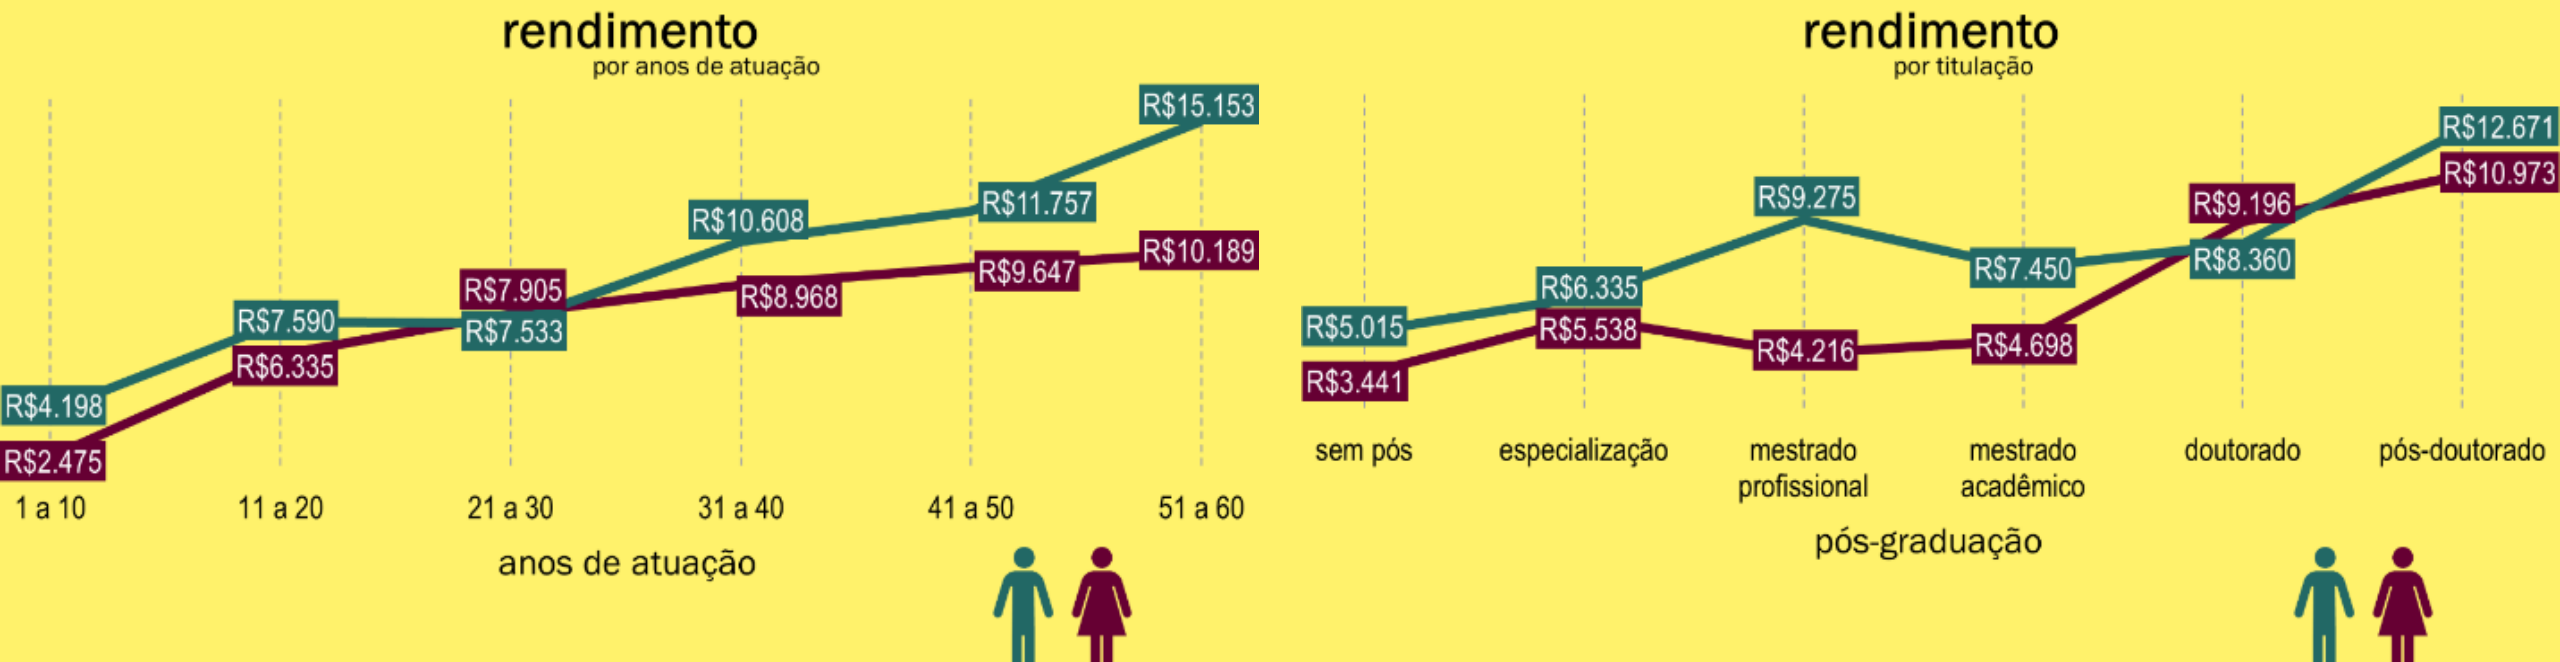 rendimento
por anos de atuação
R$15.153
R$11.757
R$10.608
R$10.189
R$9.647
R$8.968
R$7.905
R$7.533
R$7.590
R$6.335
R$4.198
R$2.475
1 a 10
11 a 20
21 a 30
31 a 40
41 a 50
51 a 60
anos de atuação
rendimento
por titulação
R$12.671
R$10.973
R$9.275
R$9.196
R$8.360
R$7.450
R$6.335
R$5.538
R$5.015
R$4.698
R$4.216
R$3.441
sem pós
especialização
mestrado
profissional
mestrado
acadêmico
doutorado
pós-doutorado
pós-graduação